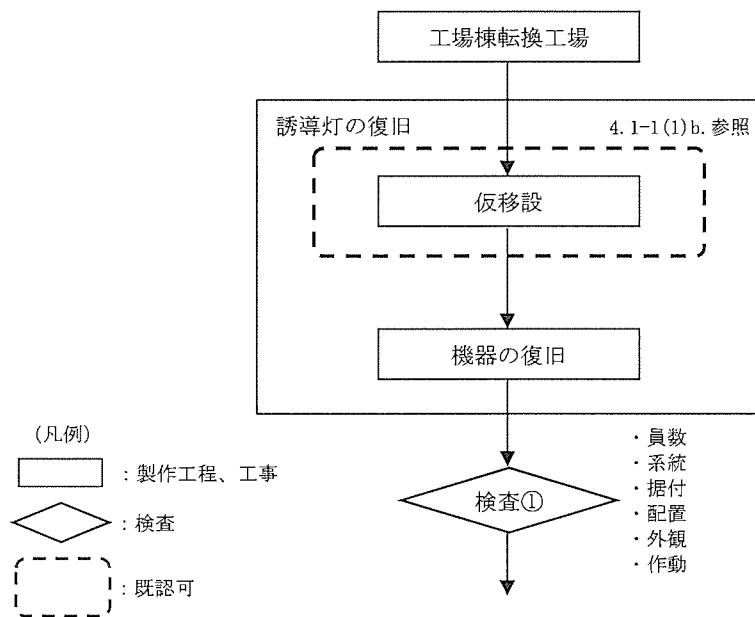 工場棟転換工場
誘導灯の復旧
4.1-1(1)b.参照
仮移設
機器の復旧
検査①
・員数
・系統
・据付
・配置
・外観
・作動
(凡例)
：製作工程、工事
：検査
：既認可